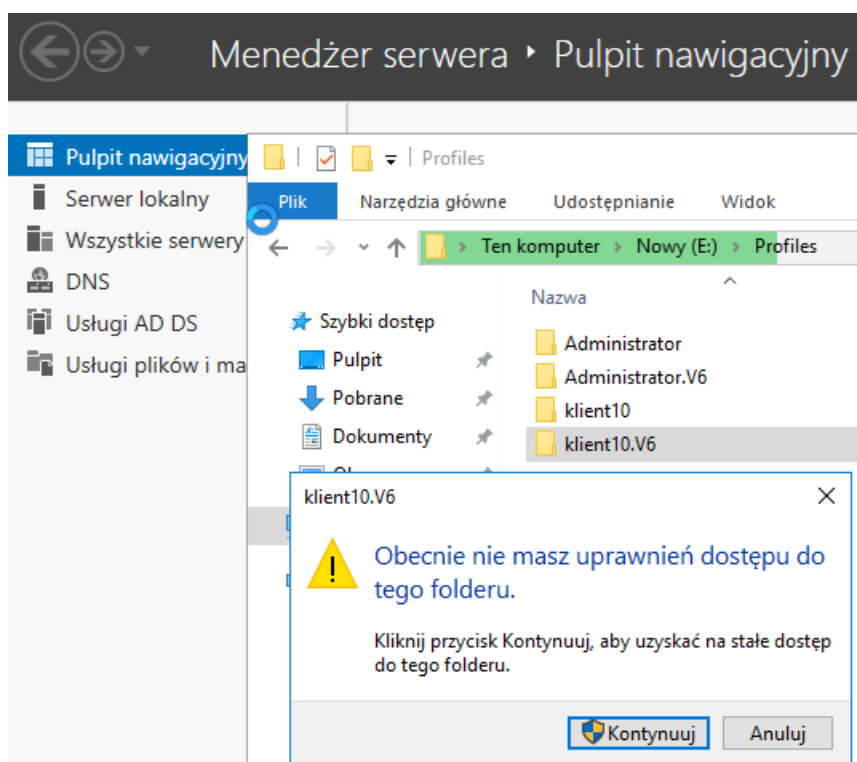 Menedżer serwera ‣ Pulpit nawigacyjny
Pulpit nawigacyjny
Serwer lokalny
Wszystkie serwery
DNS
Usługi AD DS
Usługi plików i ma
Profiles
Plik Narzędzia główne Udostępnianie Widok
Ten komputer > Nowy (E:) > Profiles
Szybki dostęp
Pulpit
Pobrane
Dokumenty
Nazwa
Administrator
Administrator.V6
klient10
klient10.V6
klient10.V6
Obecnie nie masz uprawnień dostępu do
tego folderu.
Kliknij przycisk Kontynuuj, aby uzyskać na stałe dostęp
do tego folderu.
Kontynuuj Anuluj